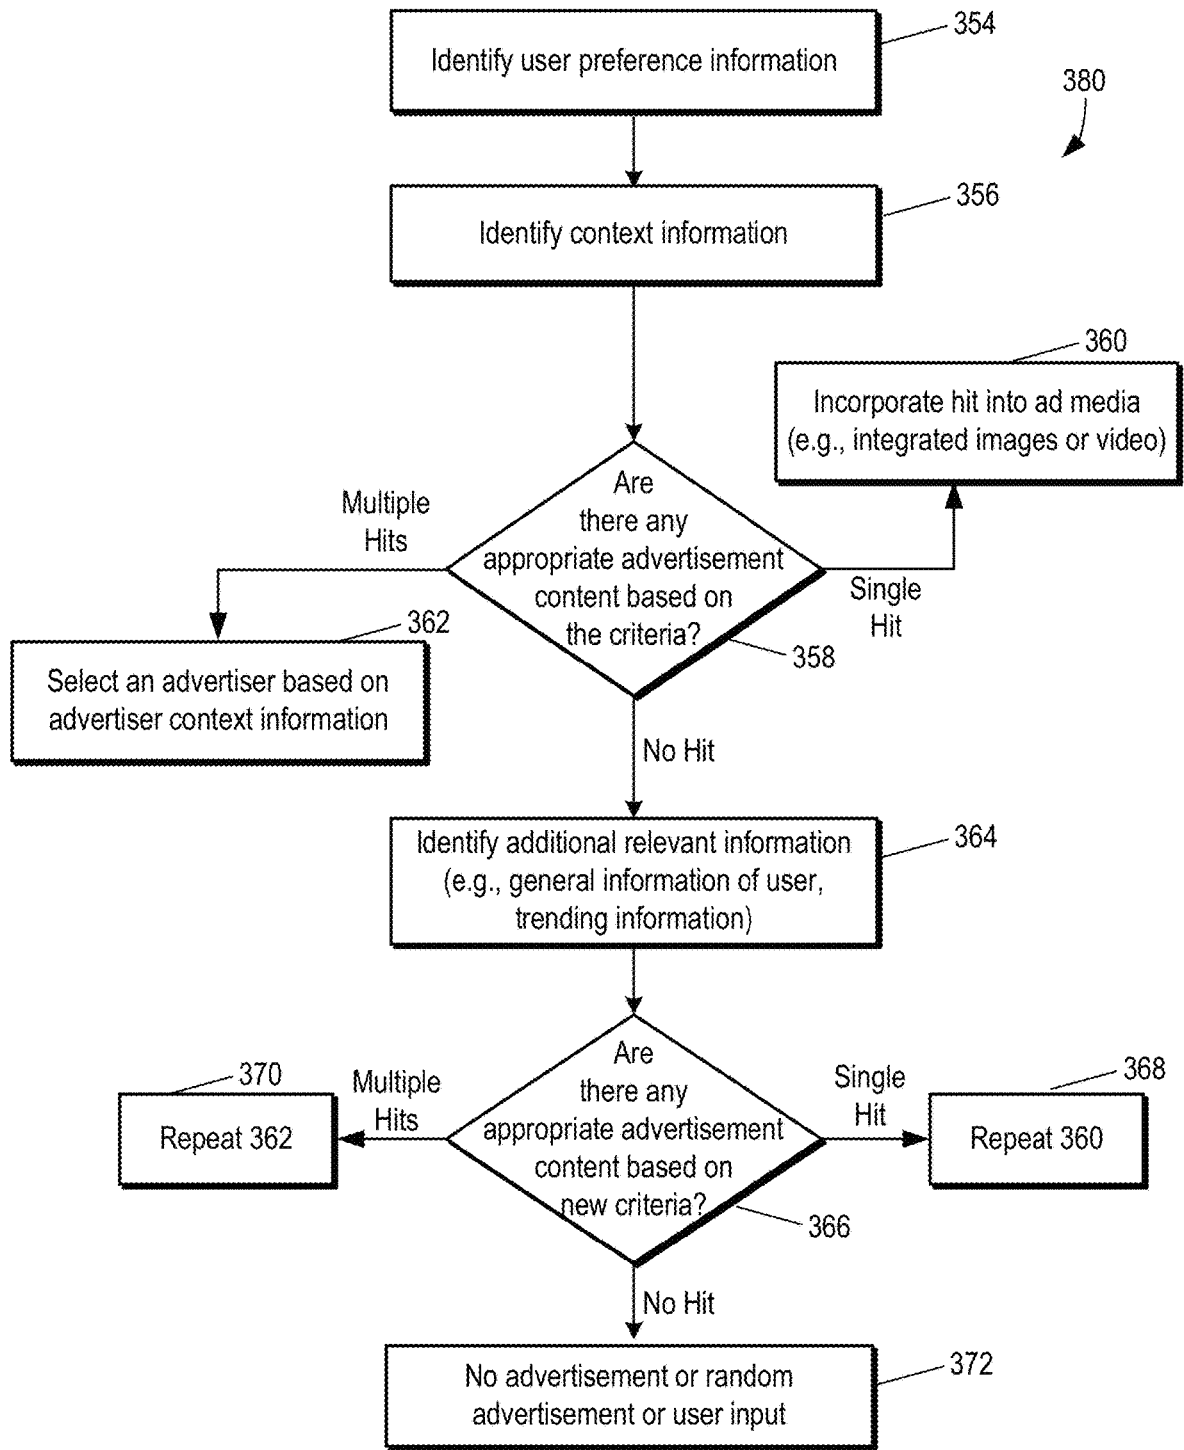 354
Identify user preference information
380
356
Identify context information
360
Incorporate hit into ad media
(e.g., integrated images or video)
Multiple
Hits
Are
there any
appropriate advertisement
content based on
the criteria?
Single
Hit
358
362
Select an advertiser based on
advertiser context information
No Hit
364
Identify additional relevant information
(e.g., general information of user,
trending information)
370
Repeat 362
Multiple
Hits
Are
there any
appropriate advertisement
content based on
new criteria?
Single
Hit
368
Repeat 360
366
No Hit
372
No advertisement or random
advertisement or user input